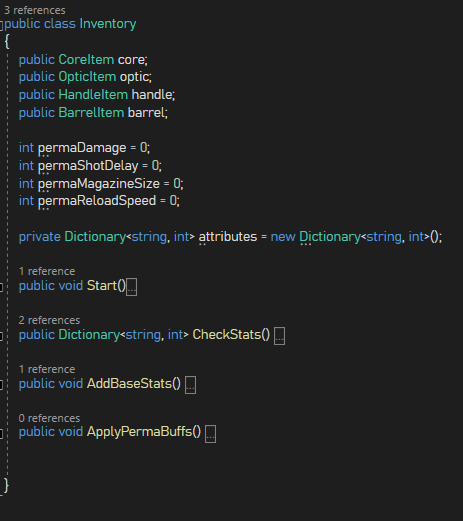 3 references
public class Inventory
{
public CoreItem core;
public OpticItem optic;
public HandleItem handle;
public BarrelItem barrel;
int permaDamage = 0;
int permaShotDelay = 0;
int permaMagazineSize = 0;
int permaReloadSpeed = 0;
private Dictionary<string, int> attributes = new Dictionary<string, int>();
1 reference
public void Start()...
2 references
public Dictionary<string, int> CheckStats() ...
1 reference
public void AddBaseStats() ...
0 references
public void ApplyPermaBuffs() ...
}